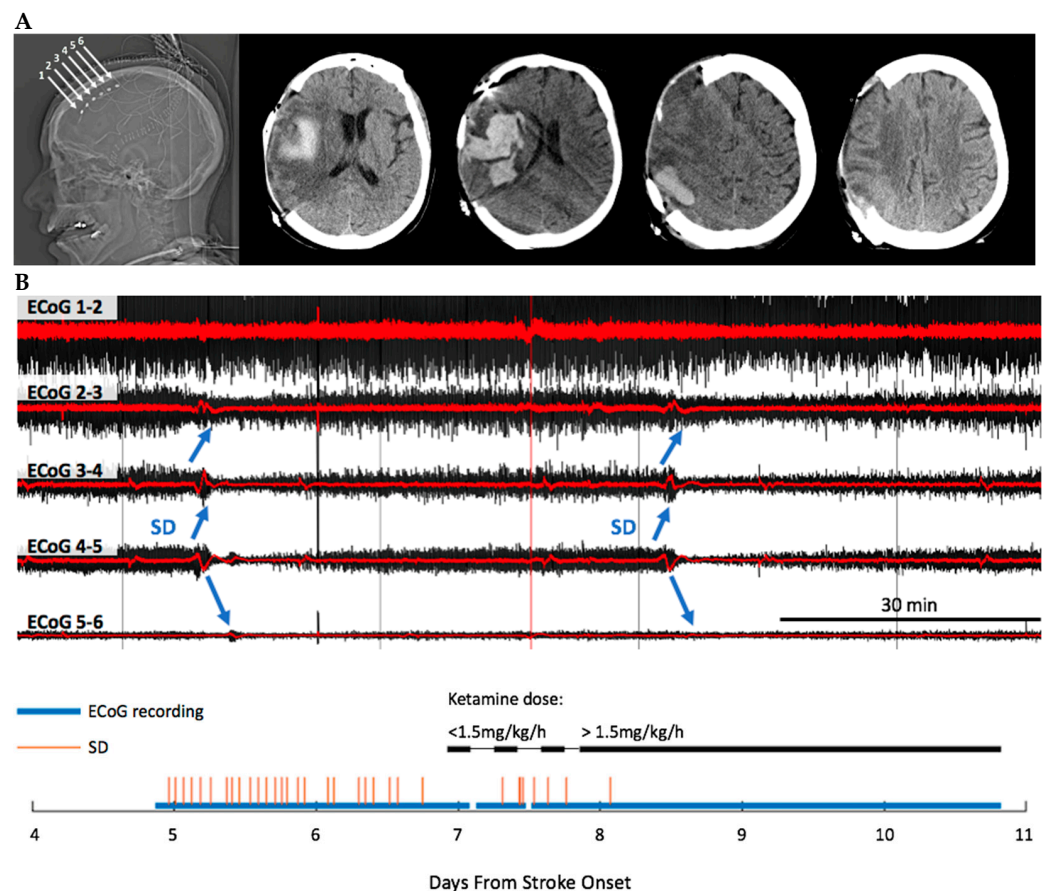 A
1 2 3 4 5 6
B
ECoG 1-2
ECoG 2-3
ECoG 3-4
SD SD
ECoG 4-5
30 min
ECoG 5-6
Ketamine dose:
ECoG recording
<1.5mg/kg/h > 1.5mg/kg/h
SD
4 5 6 7 8 9 10 11
Days From Stroke Onset